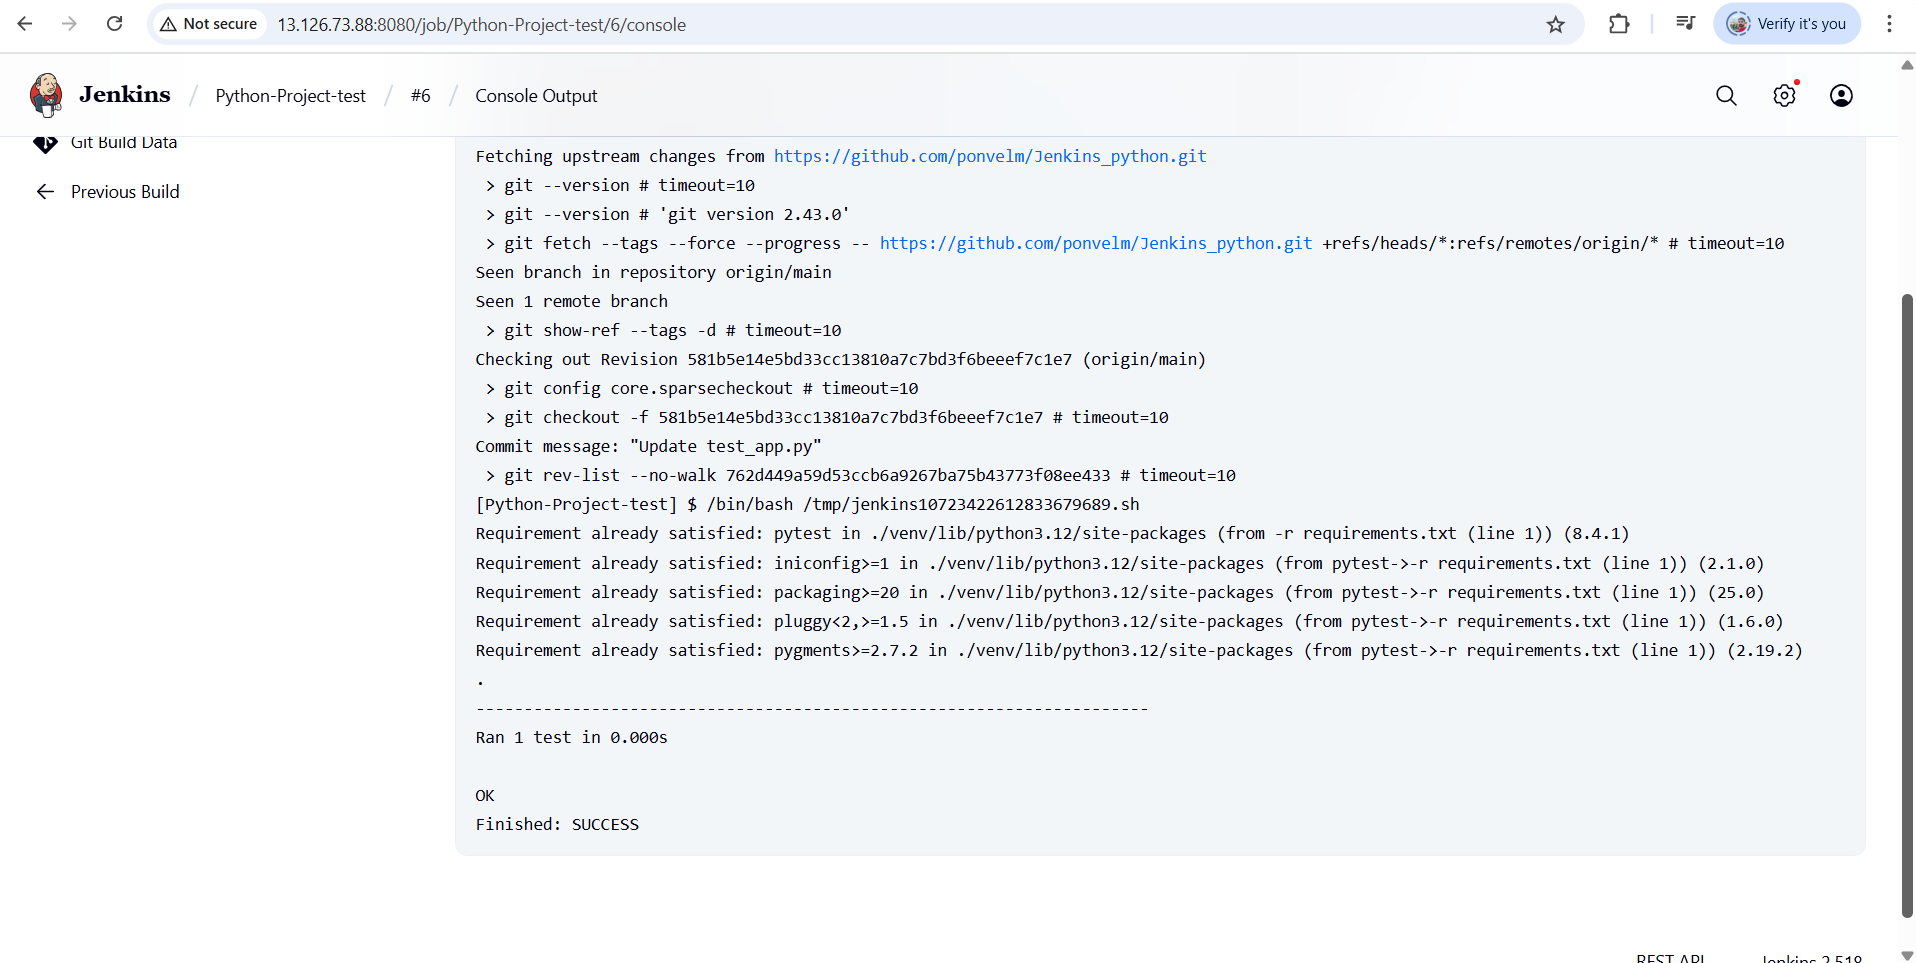 Not secure 13.126.73.88:8080/job/Python-Project-test/6/console Verify it's you
Jenkins / Python-Project-test / #6 / Console Output
Git Build Data
Previous Build
Fetching upstream changes from https://github.com/ponvelm/Jenkins_python.git
> git --version # timeout=10
> git --version # 'git version 2.43.0'
> git fetch --tags --force --progress -- https://github.com/ponvelm/Jenkins_python.git +refs/heads/*:refs/remotes/origin/* # timeout=10
Seen branch in repository origin/main
Seen 1 remote branch
> git show-ref --tags -d # timeout=10
Checking out Revision 581b5e14e5bd33cc13810a7c7bd3f6beeef7c1e7 (origin/main)
> git config core.sparsecheckout # timeout=10
> git checkout -f 581b5e14e5bd33cc13810a7c7bd3f6beeef7c1e7 # timeout=10
Commit message: "Update test_app.py"
> git rev-list --no-walk 762d449a59d53ccb6a9267ba75b43773f08ee433 # timeout=10
[Python-Project-test] $ /bin/bash /tmp/jenkins10723422612833679689.sh
Requirement already satisfied: pytest in ./venv/lib/python3.12/site-packages (from -r requirements.txt (line 1)) (8.4.1)
Requirement already satisfied: iniconfig>=1 in ./venv/lib/python3.12/site-packages (from pytest->-r requirements.txt (line 1)) (2.1.0)
Requirement already satisfied: packaging>=20 in ./venv/lib/python3.12/site-packages (from pytest->-r requirements.txt (line 1)) (25.0)
Requirement already satisfied: pluggy<2,>=1.5 in ./venv/lib/python3.12/site-packages (from pytest->-r requirements.txt (line 1)) (1.6.0)
Requirement already satisfied: pygments>=2.7.2 in ./venv/lib/python3.12/site-packages (from pytest->-r requirements.txt (line 1)) (2.19.2)
.
----------------------------------------------------------------------
Ran 1 test in 0.000s
OK
Finished: SUCCESS
REST API Jenkins 2.518